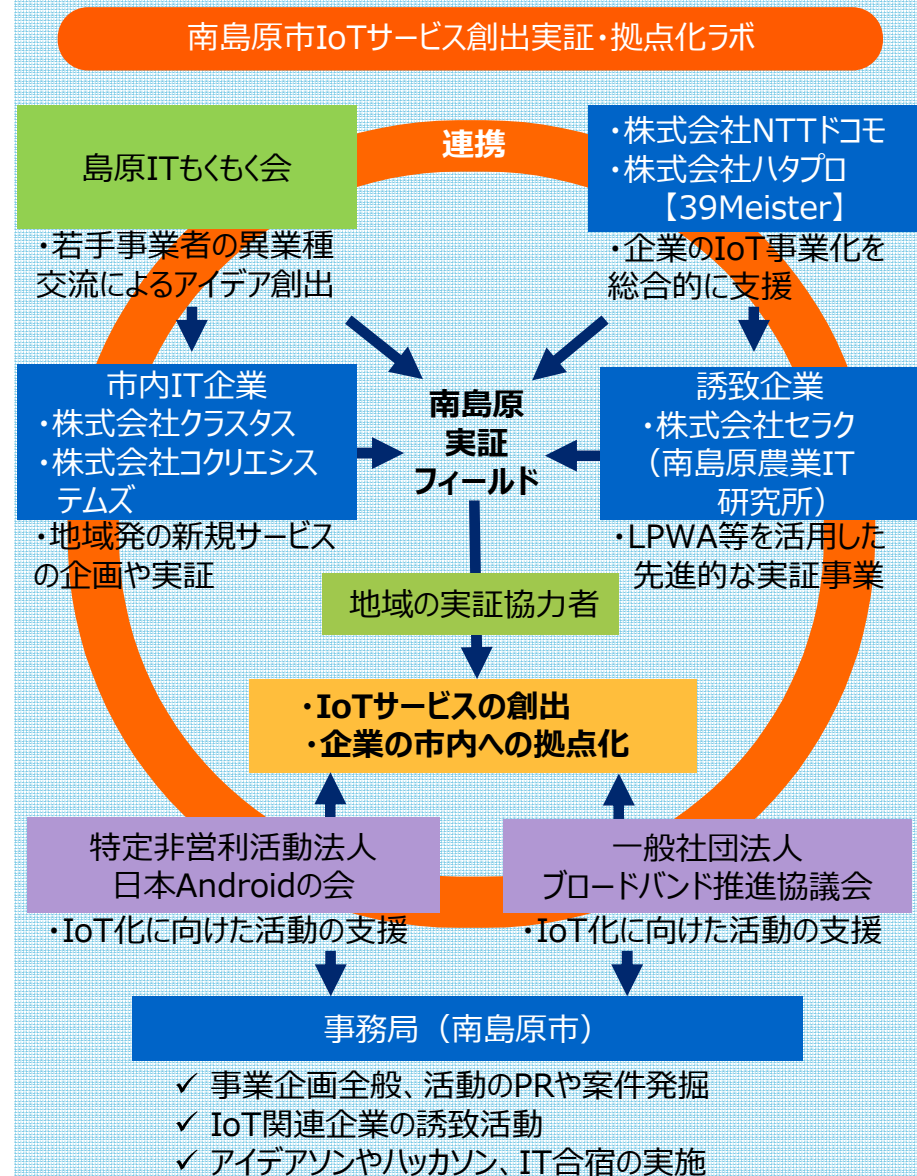 南島原市IoTサービス創出実証・拠点化ラボ
連携
島原ITもくもく会
・若手事業者の異業種
交流によるアイデア創出
・株式会社NTTドコモ
・株式会社ハタプロ
【39Meister】
・企業のIoT事業化を
総合的に支援
市内IT企業
・株式会社クラスタス
・株式会社コクリエシス
テムズ
・地域発の新規サービス
の企画や実証
南島原
実証
フィールド
誘致企業
・株式会社セラク
（南島原農業IT
研究所）
・LPWA等を活用した
先進的な実証事業
地域の実証協力者
・IoTサービスの創出
・企業の市内への拠点化
特定非営利活動法人
日本Androidの会
・IoT化に向けた活動の支援
一般社団法人
ブロードバンド推進協議会
・IoT化に向けた活動の支援
事務局（南島原市）
✓ 事業企画全般、活動のPRや案件発掘
✓ IoT関連企業の誘致活動
✓ アイデアソンやハッカソン、IT合宿の実施